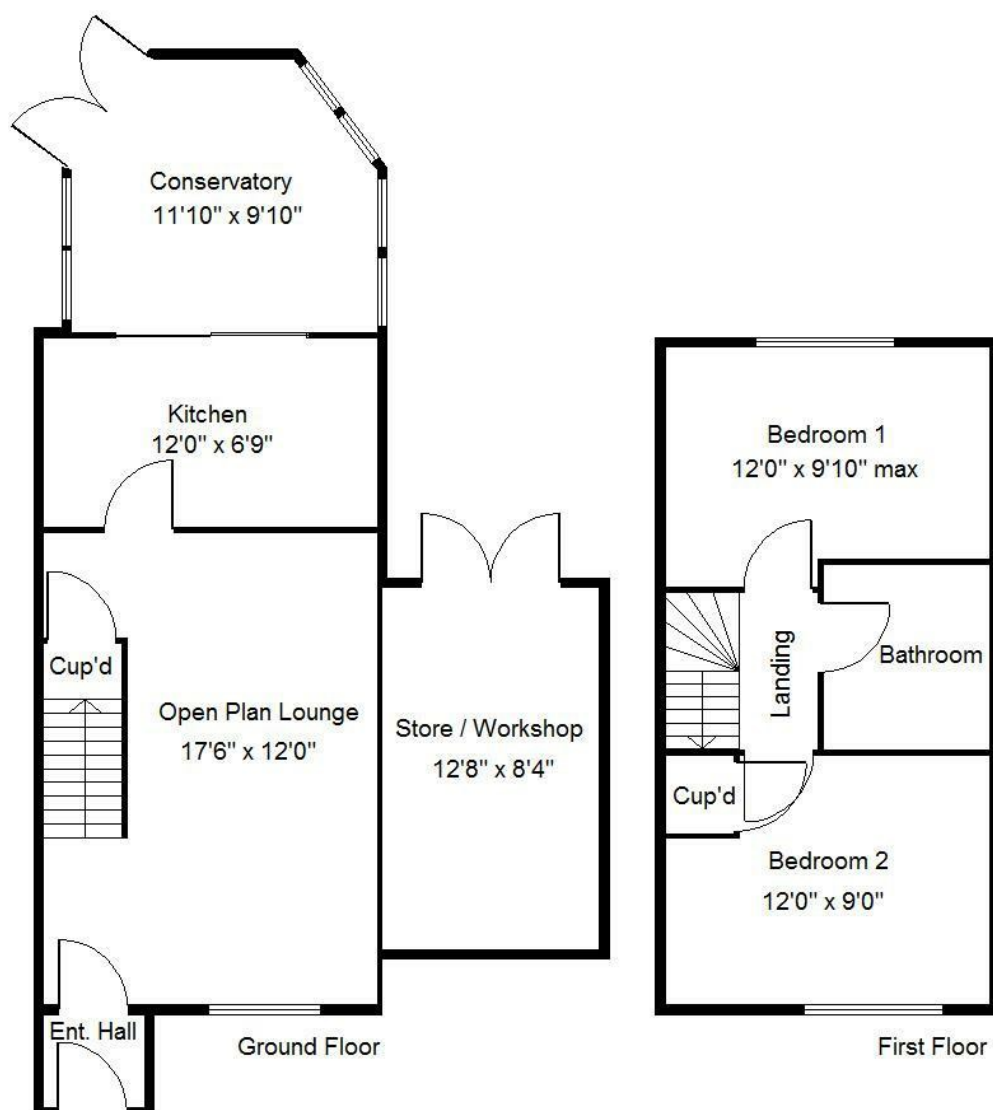 Conservatory
11'10" x 9'10"
Kitchen
12'0" x 6'9"
Cup'd
Open Plan Lounge
17'6" x 12'0"
Store / Workshop
12'8" x 8'4"
Ent. Hall
Ground Floor
Bedroom 1
12'0" x 9'10" max
Landing
Bathroom
Cup'd
Bedroom 2
12'0" x 9'0"
First Floor